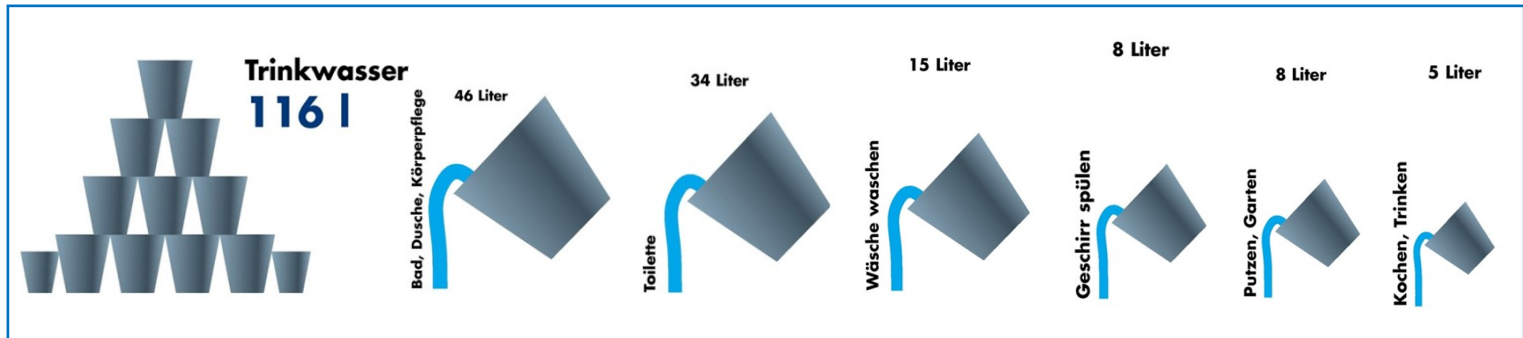 Trinkwasser
116 l
Bad, Dusche, Körperpflege
46 Liter
Toilette
34 Liter
Wäsche waschen
15 Liter
Geschirr spülen
8 Liter
Putzen, Garten
8 Liter
Kochen, Trinken
5 Liter